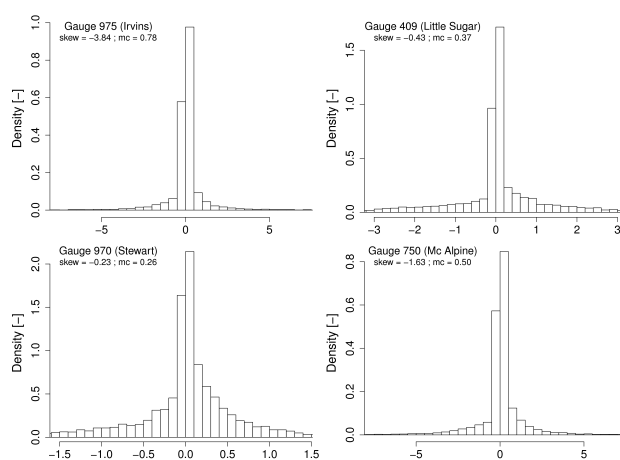 Gauge 975 (Irvins)
skew = −3.84 ; mc = 0.78
Density [−]
0.0 0.2 0.4 0.6 0.8 1.0
−5 0 5
Gauge 409 (Little Sugar)
skew = −0.43 ; mc = 0.37
Density [−]
0.0 0.5 1.0 1.5
−3 −2 −1 0 1 2 3
Gauge 970 (Stewart)
skew = −0.23 ; mc = 0.26
Density [−]
0.0 0.5 1.0 1.5 2.0
−1.5 −1.0 −0.5 0.0 0.5 1.0 1.5
Gauge 750 (Mc Alpine)
skew = −1.63 ; mc = 0.50
Density [−]
0.0 0.2 0.4 0.6 0.8
−5 0 5